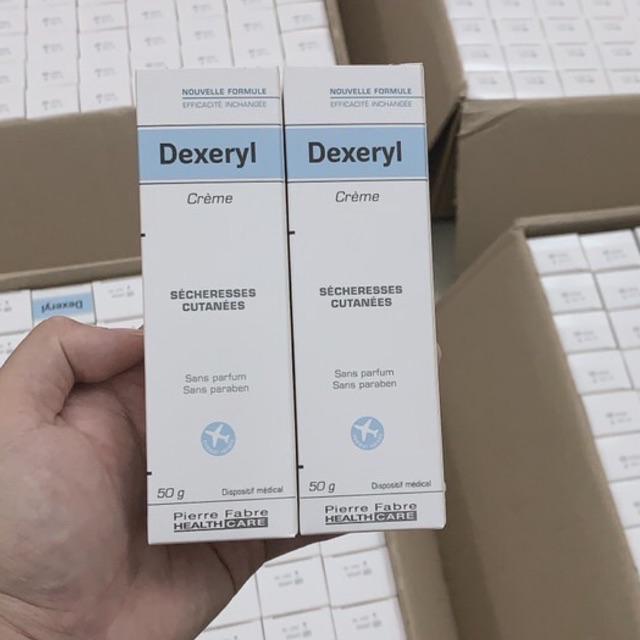 NOUVELLE FORMULE
EFFICACITÉ INCHANGÉE
Dexeryl
Crème
SÉCHERESSES
CUTANÉES
Sans parfum
Sans paraben
50 g Dispositif médical
Pierre Fabre
HEALTH CARE
NOUVELLE FORMULE
EFFICACITÉ INCHANGÉE
Dexeryl
Crème
SÉCHERESSES
CUTANÉES
Sans parfum
Sans paraben
50 g Dispositif médical
Pierre Fabre
HEALTH CARE
Dexeryl